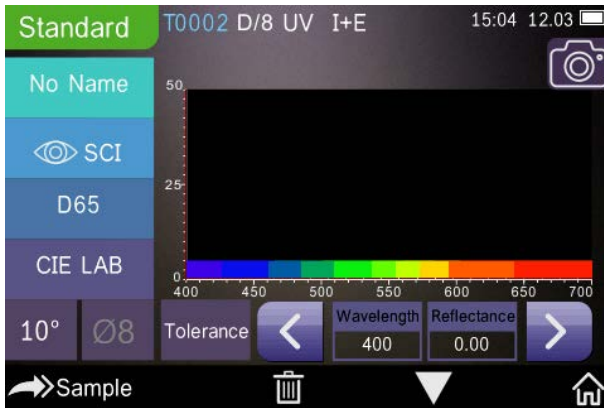 Standard T0002 D/8 UV I+E 15:04 12.03
No Name
SCI
D65
CIE LAB
50
25
0
400 450 500 550 600 650 700
10° Ø8 Tolerance
Wavelength Reflectance
400 0.00
Sample